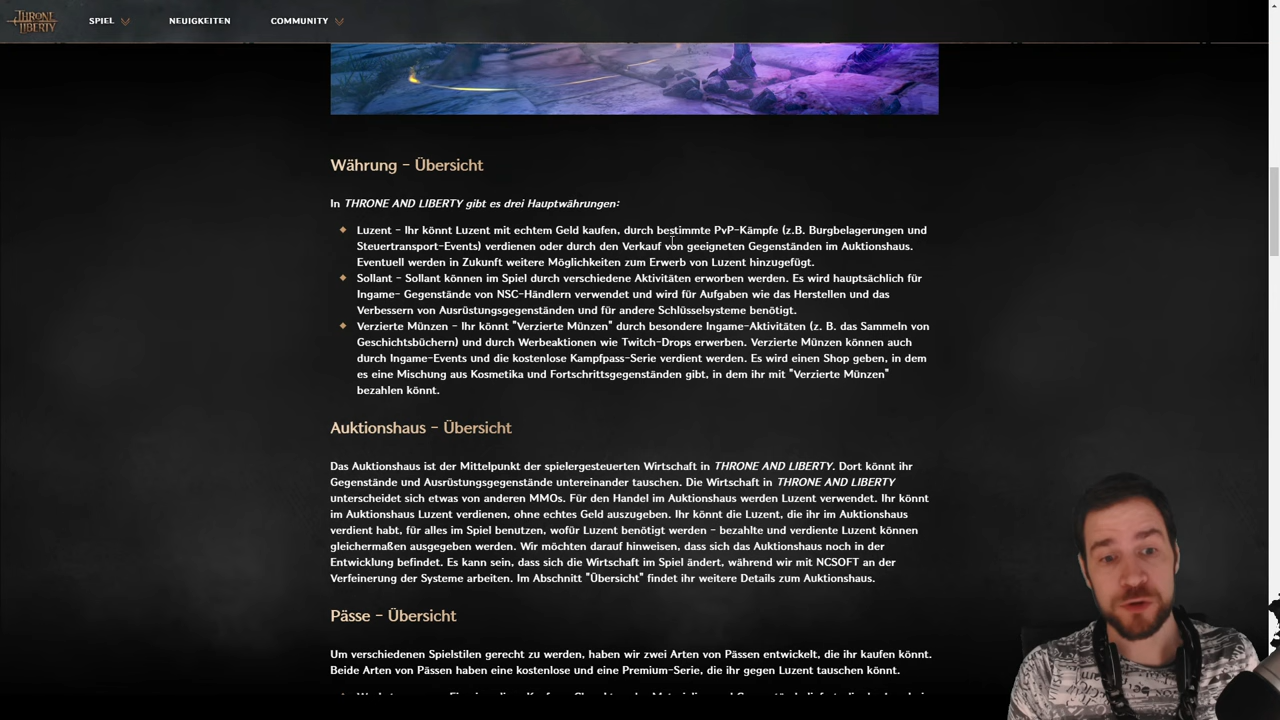 THRONE
LIBERTY
SPIEL
NEUIGKEITEN
COMMUNITY
Währung - Übersicht
In THRONE AND LIBERTY gibt es drei Hauptwährungen:
Luzent - Ihr könnt Luzent mit echtem Geld kaufen, durch bestimmte PvP-Kämpfe (z.B. Burgbelagerungen und
Steuertransport-Events) verdienen oder durch den Verkauf von geeigneten Gegenständen im Auktionshaus.
Eventuell werden in Zukunft weitere Möglichkeiten zum Erwerb von Luzent hinzugefügt.
Sollant - Sollant können im Spiel durch verschiedene Aktivitäten erworben werden. Es wird hauptsächlich für
Ingame- Gegenstände von NSC-Händlern verwendet und wird für Aufgaben wie das Herstellen und das
Verbessern von Ausrüstungsgegenständen und für andere Schlüsselsysteme benötigt.
Verzierte Münzen - Ihr könnt "Verzierte Münzen" durch besondere Ingame-Aktivitäten (z. B. das Sammeln von
Geschichtsbüchern) und durch Werbeaktionen wie Twitch-Drops erwerben. Verzierte Münzen können auch
durch Ingame-Events und die kostenlose Kampfpass-Serie verdient werden. Es wird einen Shop geben, in dem
es eine Mischung aus Kosmetika und Fortschrittsgegenständen gibt, in dem ihr mit "Verzierte Münzen"
bezahlen könnt.
Auktionshaus - Übersicht
Das Auktionshaus ist der Mittelpunkt der spielergesteuerten Wirtschaft in THRONE AND LIBERTY. Dort könnt ihr
Gegenstände und Ausrüstungsgegenstände untereinander tauschen. Die Wirtschaft in THRONE AND LIBERTY
unterscheidet sich etwas von anderen MMOs. Für den Handel im Auktionshaus werden Luzent verwendet. Ihr könnt
im Auktionshaus Luzent verdienen, ohne echtes Geld auszugeben. Ihr könnt die Luzent, die ihr im Auktionshaus
verdient habt, für alles im Spiel benutzen, wofür Luzent benötigt werden - bezahlte und verdiente Luzent können
gleichermaßen ausgegeben werden. Wir möchten darauf hinweisen, dass sich das Auktionshaus noch in der
Entwicklung befindet. Es kann sein, dass sich die Wirtschaft im Spiel ändert, während wir mit NCSOFT an der
Verfeinerung der Systeme arbeiten. Im Abschnitt "Übersicht" findet ihr weitere Details zum Auktionshaus.
Pässe - Übersicht
Um verschiedenen Spielstilen gerecht zu werden, haben wir zwei Arten von Pässen entwickelt, die ihr kaufen könnt.
Beide Arten von Pässen haben eine kostenlose und eine Premium-Serie, die ihr gegen Luzent tauschen könnt.